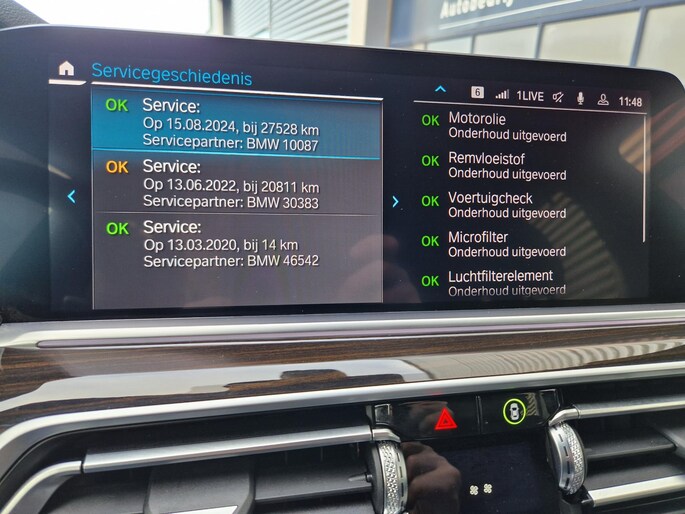 Autobedrij
Servicegeschiedenis
6 1LIVE 11:48
OK Service:
Op 15.08.2024, bij 27528 km
Servicepartner: BMW 10087
OK Service:
Op 13.06.2022, bij 20811 km
Servicepartner: BMW 30383
OK Service:
Op 13.03.2020, bij 14 km
Servicepartner: BMW 46542
OK Motorolie
Onderhoud uitgevoerd
OK Remvloeistof
Onderhoud uitgevoerd
OK Voertuigcheck
Onderhoud uitgevoerd
OK Microfilter
Onderhoud uitgevoerd
OK Luchtfilterelement
Onderhoud uitgevoerd